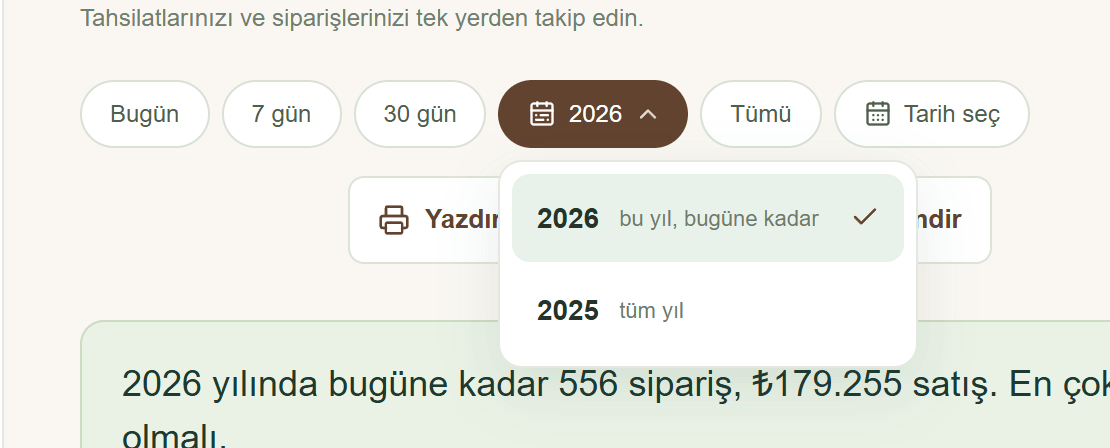 Tahsilatlarınızı ve siparişlerinizi tek yerden takip edin.
Bugün 7 gün 30 gün 2026 Tümü Tarih seç
Yazdır
2026 bu yıl, bugüne kadar
2025 tüm yıl
2026 yılında bugüne kadar 556 sipariş, ₺179.255 satış. En çok
olmalı.